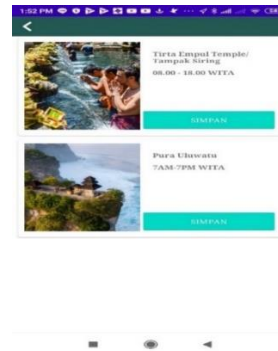 1:52 PM
Tirta Empul Temple/
Tampak Siring
08.00 - 18.00 WITA
SIMPAN
Pura Uluwatu
7AM-7PM WITA
SIMPAN